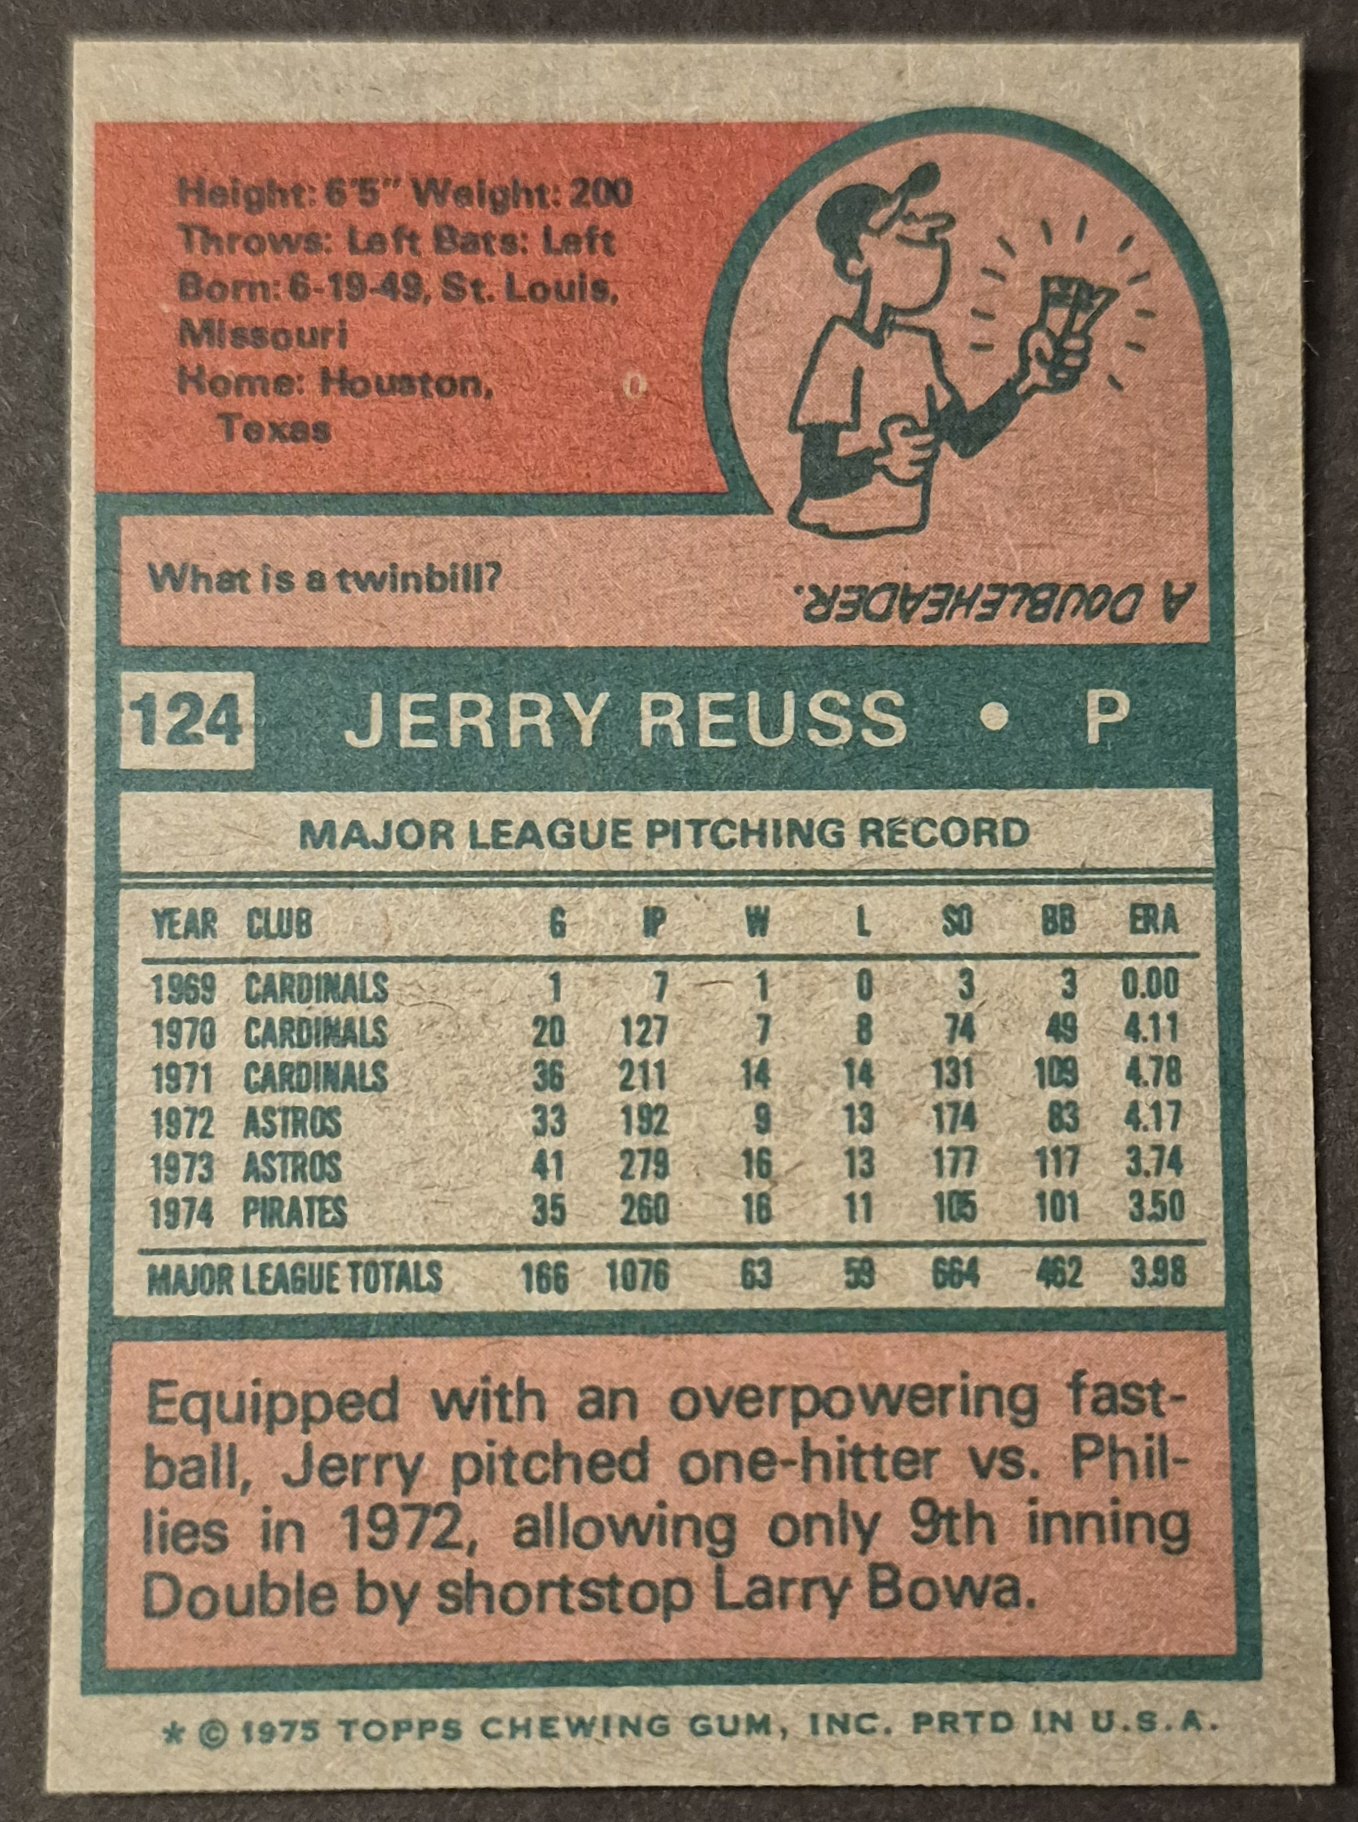 Height: 6'5" Weight: 200
Throws: Left Bats: Left
Born: 6-19-49, St. Louis,
Missouri
Home: Houston,
Texas
What is a twinbill?
A DOUBLEHEADER.
124 JERRY REUSS • P
MAJOR LEAGUE PITCHING RECORD
YEAR CLUB G IP W L SO BB ERA
1969 CARDINALS 1 7 1 0 3 3 0.00
1970 CARDINALS 20 127 7 8 74 49 4.11
1971 CARDINALS 36 211 14 14 131 109 4.78
1972 ASTROS 33 192 9 13 174 83 4.17
1973 ASTROS 41 279 16 13 177 117 3.74
1974 PIRATES 35 260 16 11 105 101 3.50
MAJOR LEAGUE TOTALS 166 1076 63 59 664 462 3.98
Equipped with an overpowering fast-
ball, Jerry pitched one-hitter vs. Phil-
lies in 1972, allowing only 9th inning
Double by shortstop Larry Bowa.
* © 1975 TOPPS CHEWING GUM, INC. PRTD IN U.S.A.